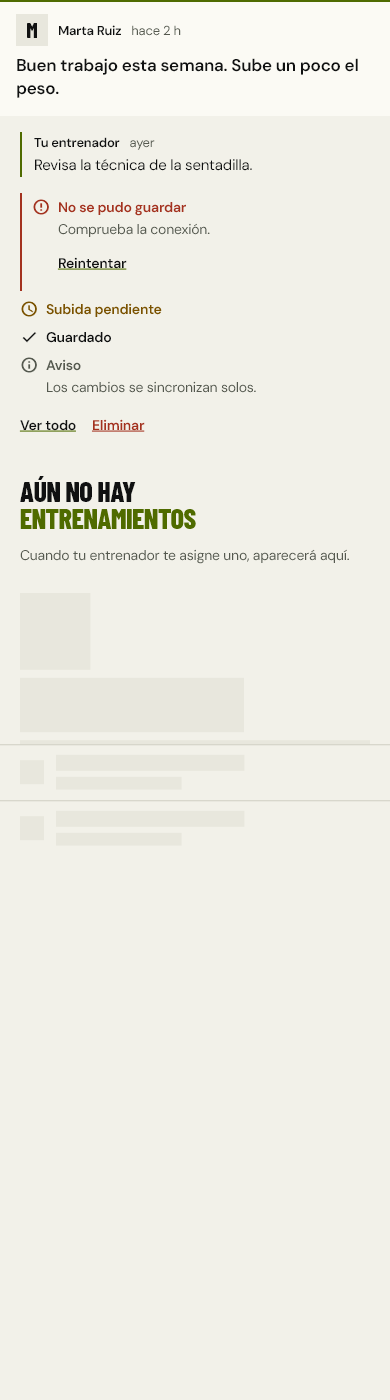 M
Marta Ruiz hace 2 h
Buen trabajo esta semana. Sube un poco el
peso.
Tu entrenador ayer
Revisa la técnica de la sentadilla.
No se pudo guardar
Comprueba la conexión.
Reintentar
Subida pendiente
Guardado
Aviso
Los cambios se sincronizan solos.
Ver todo Eliminar
AÚN NO HAY
ENTRENAMIENTOS
Cuando tu entrenador te asigne uno, aparecerá aquí.